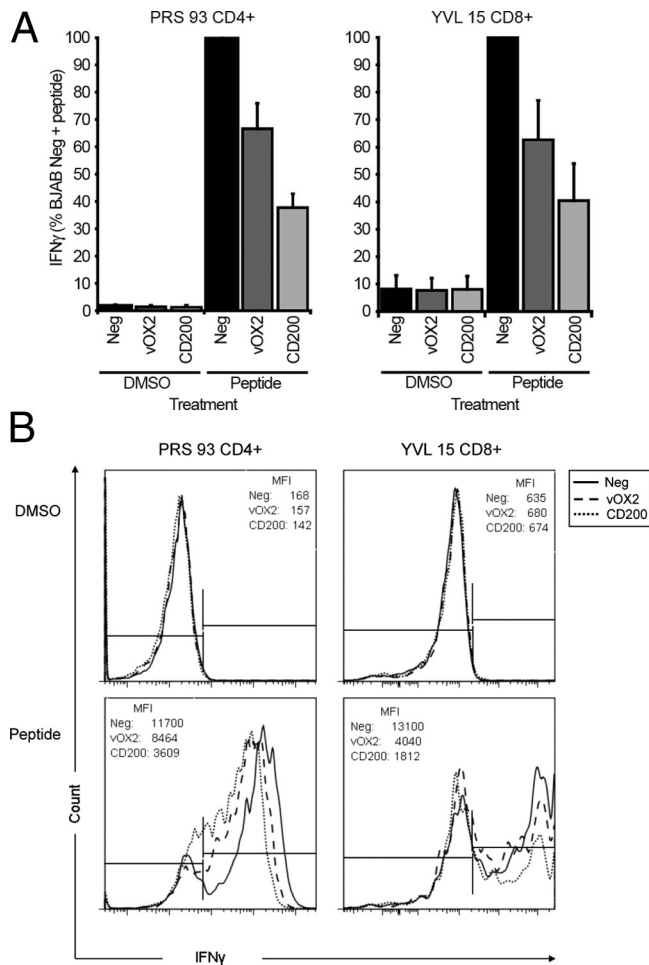 A
PRS 93 CD4+
YVL 15 CD8+
IFNγ (% BJAB Neg + peptide)
100
90
80
70
60
50
40
30
20
10
0
Neg
vOX2
CD200
Neg
vOX2
CD200
DMSO
Peptide
Treatment
100
90
80
70
60
50
40
30
20
10
0
Neg
vOX2
CD200
Neg
vOX2
CD200
DMSO
Peptide
Treatment
B
PRS 93 CD4+
YVL 15 CD8+
DMSO
MFI
Neg: 168
vOX2: 157
CD200: 142
MFI
Neg: 635
vOX2: 680
CD200: 674
Neg
vOX2
CD200
Peptide
MFI
Neg: 11700
vOX2: 8464
CD200: 3609
MFI
Neg: 13100
vOX2: 4040
CD200: 1812
Count
IFNγ